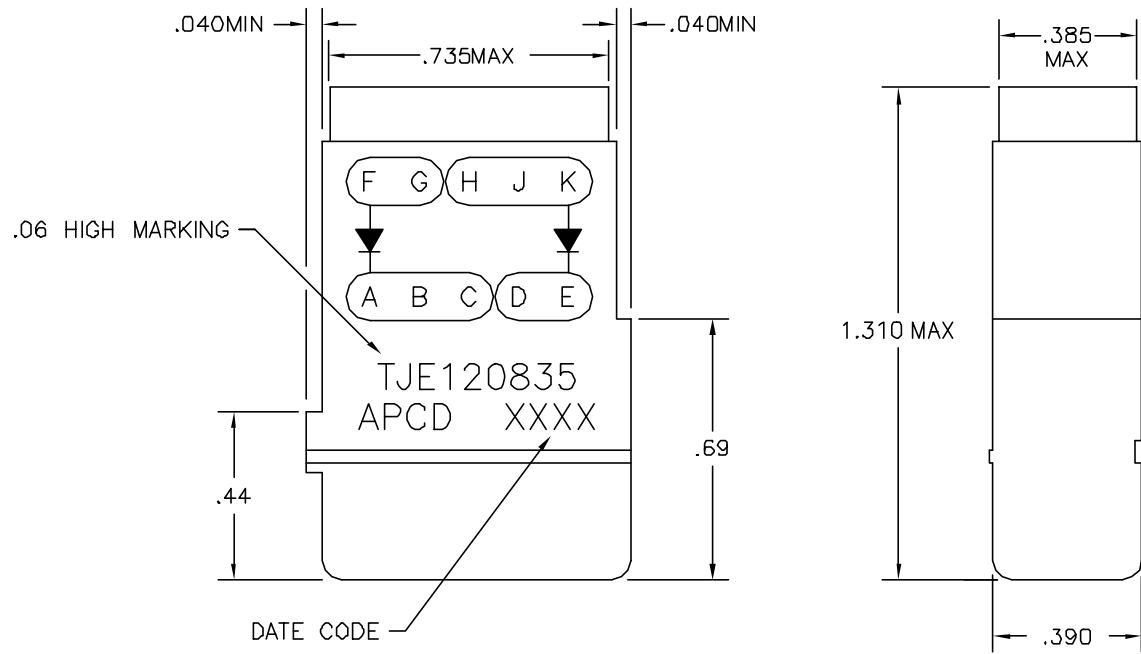 .040MIN
.040MIN
.735MAX
.385
MAX
F G H J K
.06 HIGH MARKING
A B C D E
1.310 MAX
TJE120835
APCD XXXX
.69
.44
DATE CODE
.390